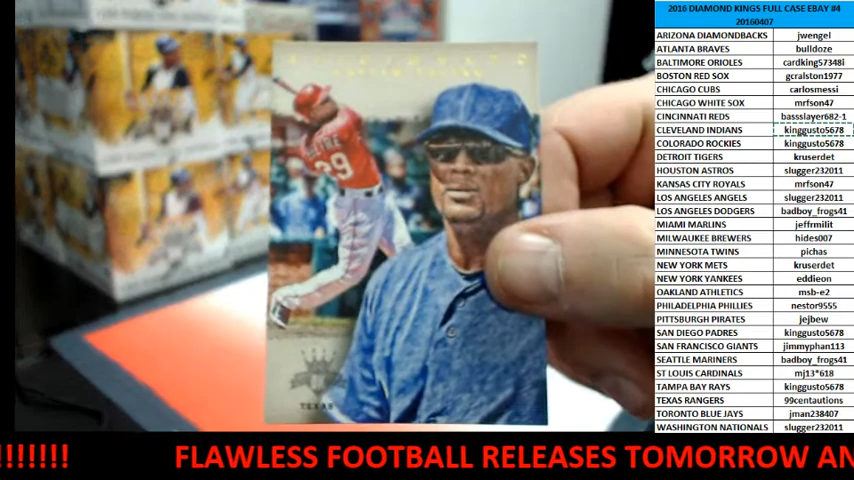 2016 DIAMOND KINGS FULL CASE EBAY #4
20160407
ARIZONA DIAMONDBACKS jwengel
ATLANTA BRAVES bulldoze
BALTIMORE ORIOLES cardking57348i
BOSTON RED SOX gcralston1977
CHICAGO CUBS carlosmessi
CHICAGO WHITE SOX mrfson47
CINCINNATI REDS bassslayer682-1
CLEVELAND INDIANS kinggusto5678
COLORADO ROCKIES kinggusto5678
DETROIT TIGERS kruserdet
HOUSTON ASTROS slugger232011
KANSAS CITY ROYALS mrfson47
LOS ANGELES ANGELS slugger232011
LOS ANGELES DODGERS badboy_frogs41
MIAMI MARLINS jeffrmilit
MILWAUKEE BREWERS hides007
MINNESOTA TWINS pichas
NEW YORK METS kruserdet
NEW YORK YANKEES eddieon
OAKLAND ATHLETICS msb-e2
PHILADELPHIA PHILLIES nestor9555
PITTSBURGH PIRATES jejbew
SAN DIEGO PADRES kinggusto5678
SAN FRANCISCO GIANTS jimmyphan113
SEATTLE MARINERS badboy_frogs41
ST LOUIS CARDINALS mj13*618
TAMPA BAY RAYS kinggusto5678
TEXAS RANGERS 99centautions
TORONTO BLUE JAYS jman238407
WASHINGTON NATIONALS slugger232011
29
TEXAS
!!!!!!! FLAWLESS FOOTBALL RELEASES TOMORROW AN